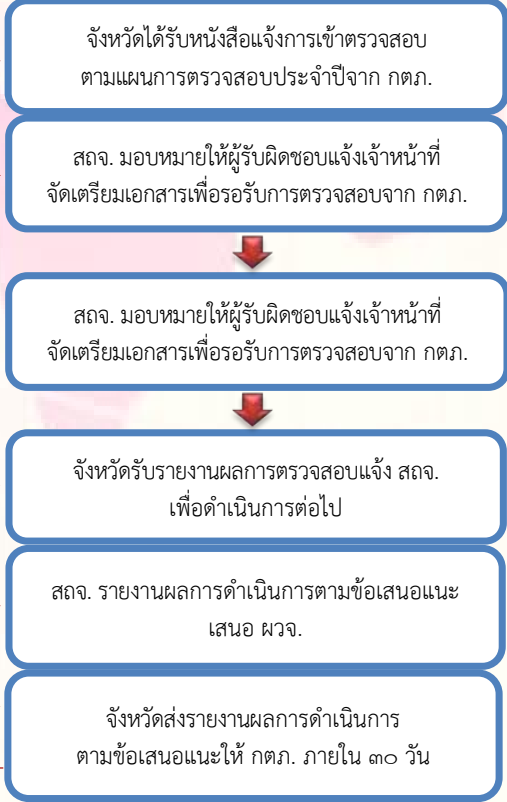 จังหวัดได้รับหนังสือแจ้งการเข้าตรวจสอบ
ตามแผนการตรวจสอบประจำปีจาก กตภ.
สถจ. มอบหมายให้ผู้รับผิดชอบแจ้งเจ้าหน้าที่
จัดเตรียมเอกสารเพื่อรอรับการตรวจสอบจาก กตภ.
สถจ. มอบหมายให้ผู้รับผิดชอบแจ้งเจ้าหน้าที่
จัดเตรียมเอกสารเพื่อรอรับการตรวจสอบจาก กตภ.
จังหวัดรับรายงานผลการตรวจสอบแจ้ง สถจ.
เพื่อดำเนินการต่อไป
สถจ. รายงานผลการดำเนินการตามข้อเสนอแนะ
เสนอ ผวจ.
จังหวัดส่งรายงานผลการดำเนินการ
ตามข้อเสนอแนะให้ กตภ. ภายใน ๓๐ วัน